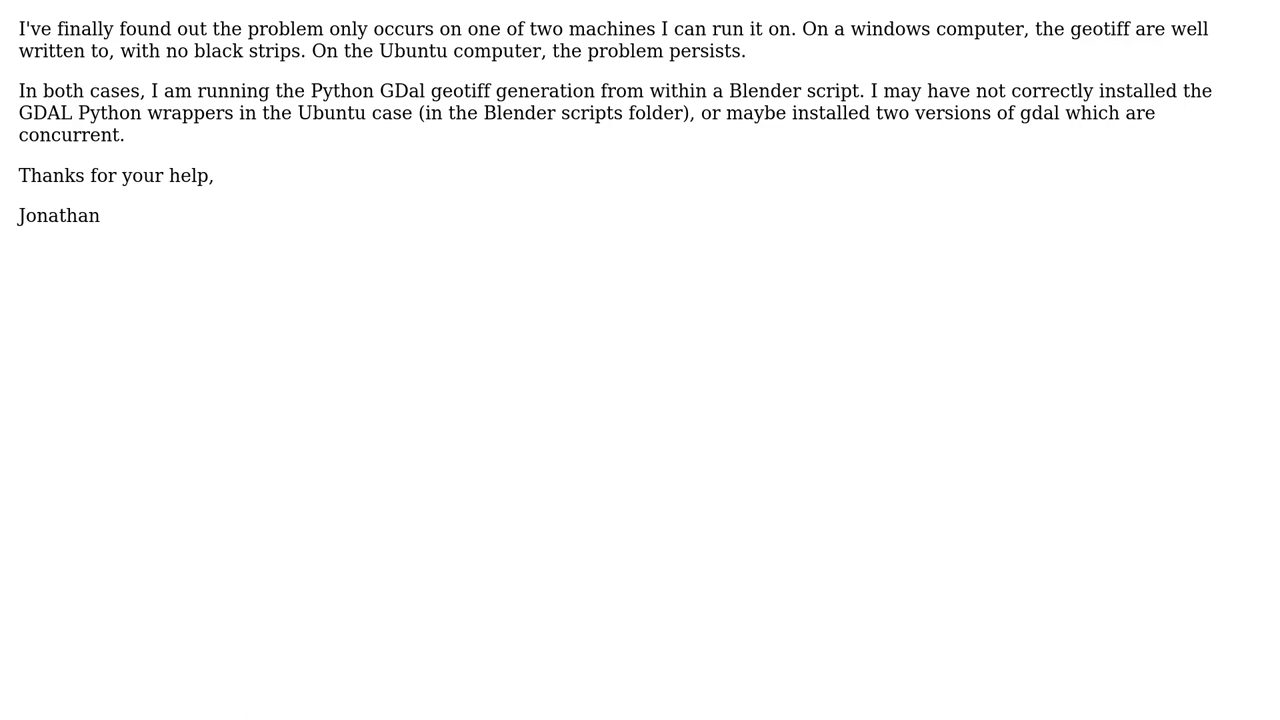 I've finally found out the problem only occurs on one of two machines I can run it on. On a windows computer, the geotiff are well
written to, with no black strips. On the Ubuntu computer, the problem persists.
In both cases, I am running the Python GDal geotiff generation from within a Blender script. I may have not correctly installed the
GDAL Python wrappers in the Ubuntu case (in the Blender scripts folder), or maybe installed two versions of gdal which are
concurrent.
Thanks for your help,
Jonathan